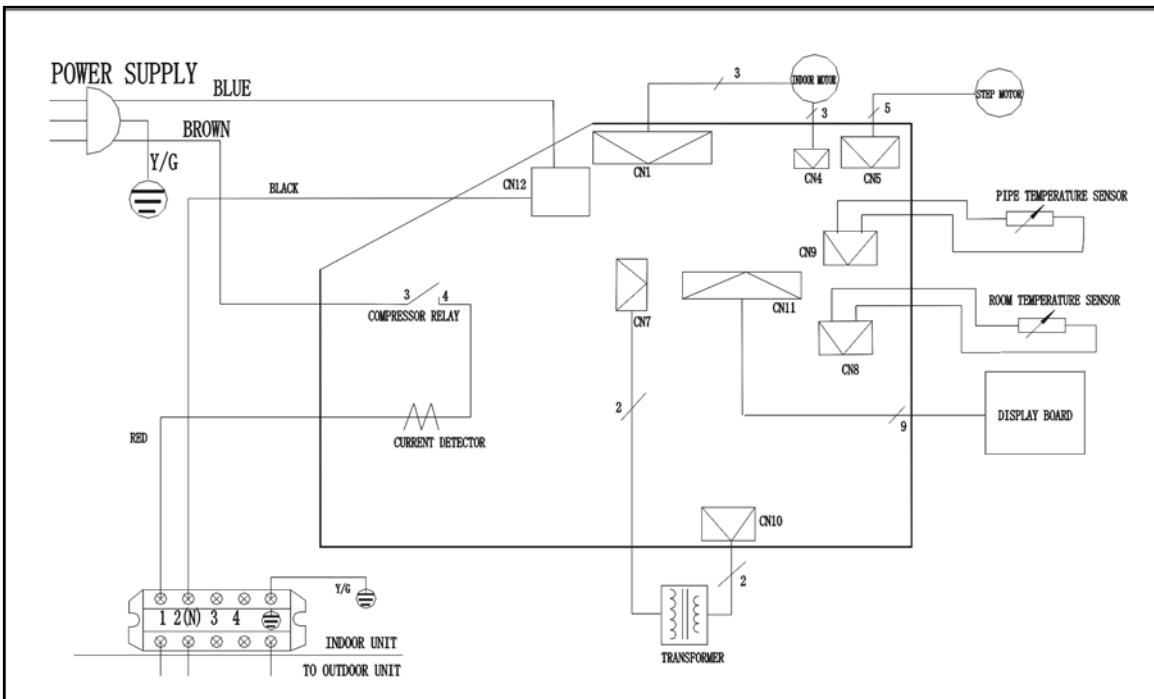 POWER SUPPLY
BLUE
BROWN
Y/G
BLACK
CN12
3
INDOOR MOTOR
3
CN1
CN4
5
CN5
STEP MOTOR
PIPE TEMPERATURE SENSOR
CN9
ROOM TEMPERATURE SENSOR
CN8
CN7
CN11
3 4
COMPRESSOR RELAY
2
9
DISPLAY BOARD
RED
CURRENT DETECTOR
CN10
2
TRANSFORMER
Y/G
1 2(N) 3 4
INDOOR UNIT
TO OUTDOOR UNIT